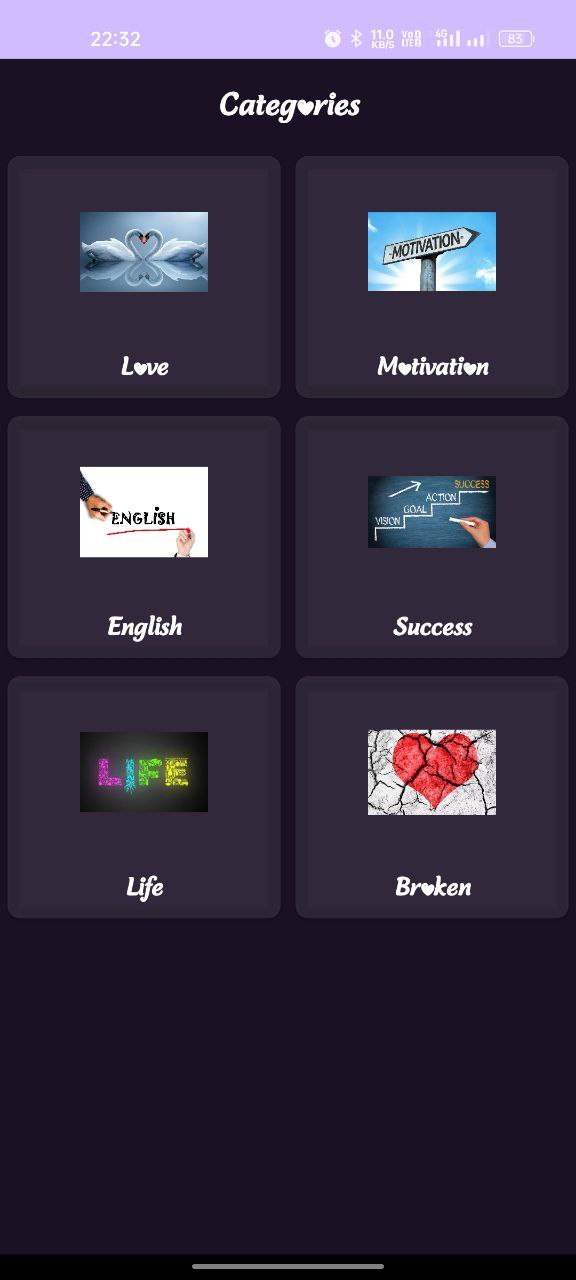 22:32
11.0 KB/S
VoD LTE
4G
83
Categories
MOTIVATION
Love
Motivation
ENGLISH
SUCCESS
ACTION
GOAL
VISION
English
Success
LIFE
Life
Broken